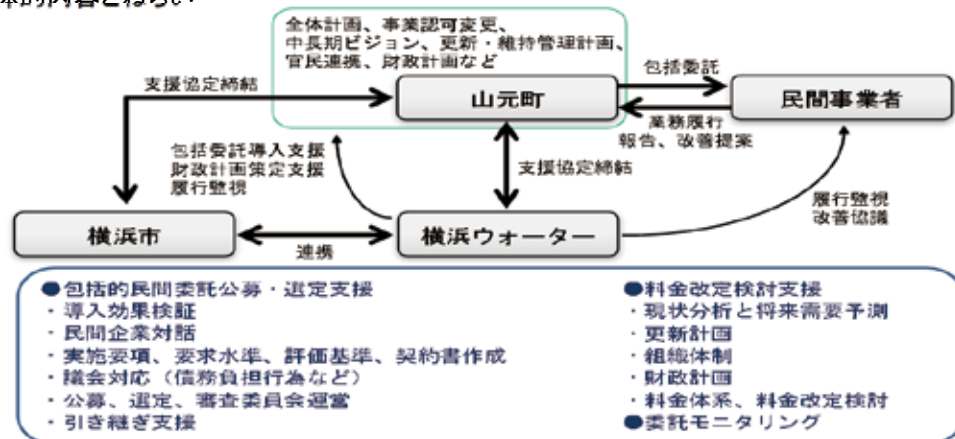 全体計画、事業認可変更、
中長期ビジョン、更新・維持管理計画、
官民連携、財政計画など
支援協定締結
包括委託
山元町
民間事業者
業務履行
報告、改善提案
包括委託導入支援
財政計画策定支援
履行監視
支援協定締結
履行監視
改善協議
横浜市
連携
横浜ウォーター
●包括的民間委託公募・選定支援
・導入効果検証
・民間企業対話
・実施要項、要求水準、評価基準、契約書作成
・議会対応（債務負担行為など）
・公募、選定、審査委員会運営
・引き継ぎ支援
●料金改定検討支援
・現状分析と将来需要予測
・更新計画
・組織体制
・財政計画
・料金体系、料金改定検討
●委託モニタリング